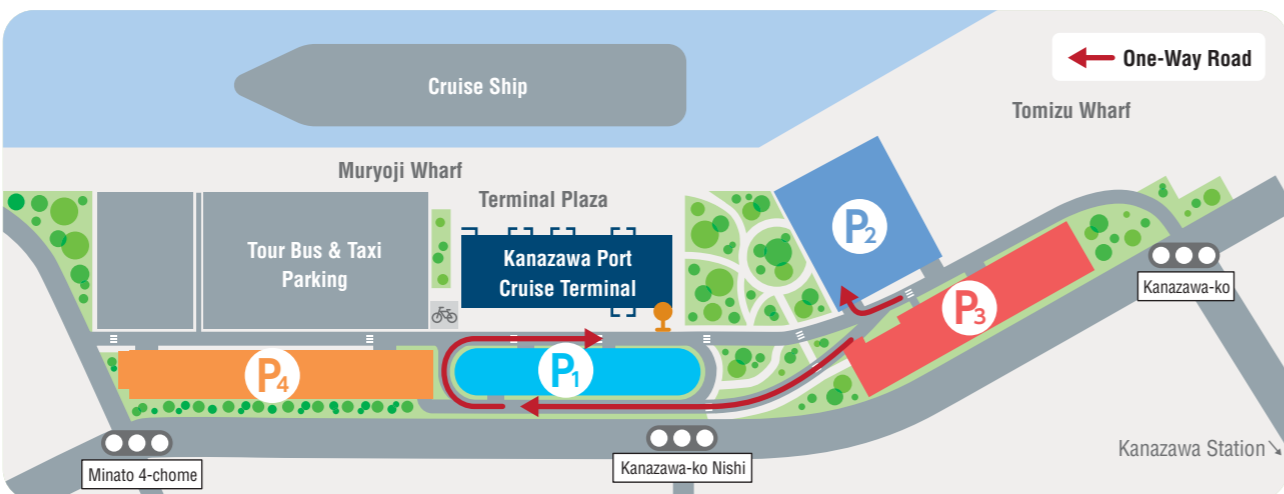 One-Way Road
Cruise Ship
Tomizu Wharf
Muryoji Wharf
Terminal Plaza
Tour Bus & Taxi
Parking
Kanazawa Port
Cruise Terminal
P2
Kanazawa-ko
P3
P4
P1
Kanazawa Station
Minato 4-chome
Kanazawa-ko Nishi